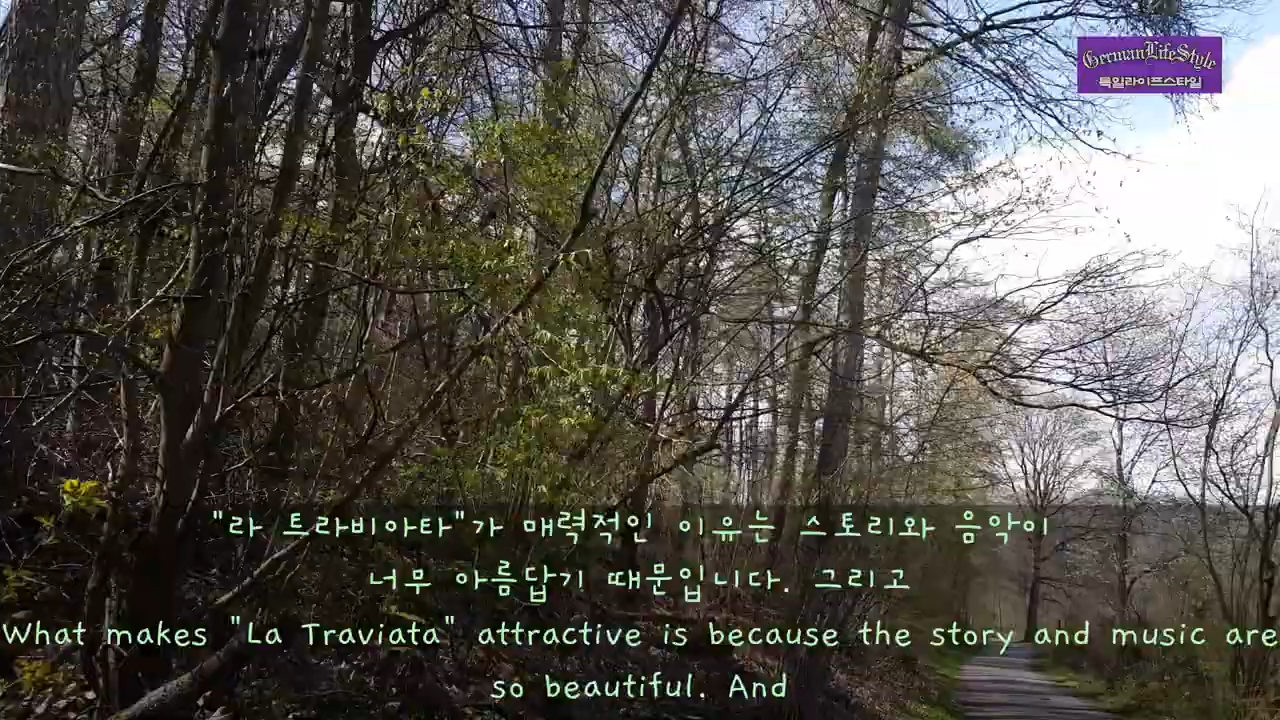 GermanLifeStyle
독일라이프스타일
"라 트라비아타"가 매력적인 이유는 스토리와 음악이
너무 아름답기 때문입니다. 그리고
What makes "La Traviata" attractive is because the story and music are
so beautiful. And